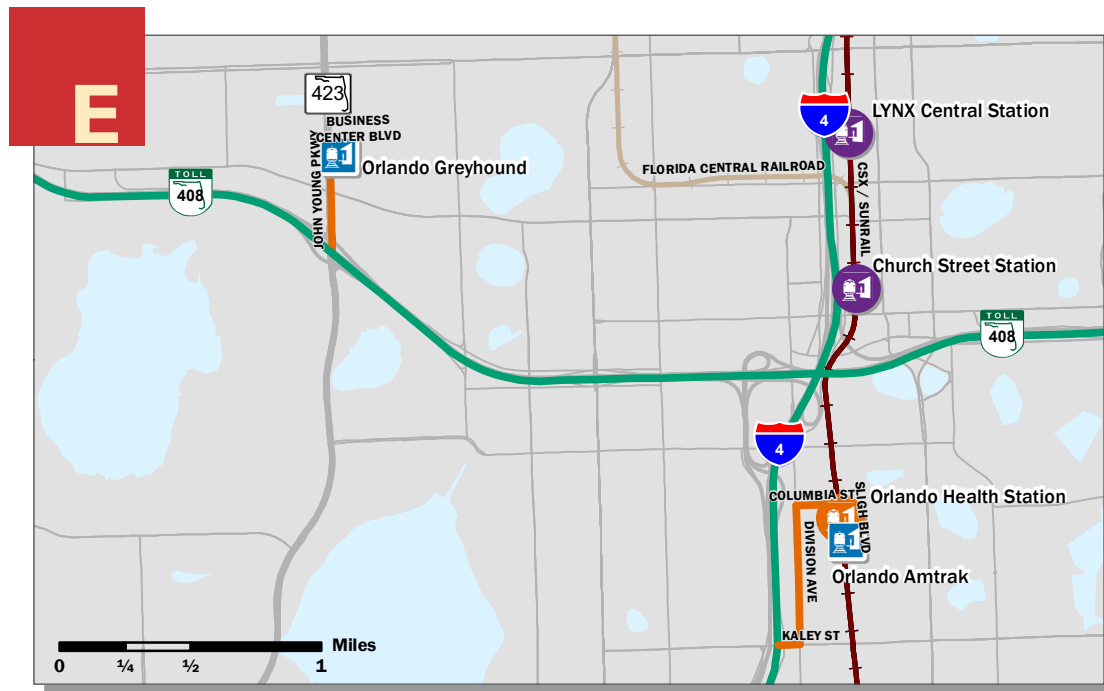 E
423
BUSINESS
CENTER BLVD
Orlando Greyhound
JOHN YOUNG PKWY
TOLL
408
4
LYNX Central Station
FLORIDA CENTRAL RAILROAD
CSX / SUNRAIL
Church Street Station
TOLL
408
4
COLUMBIA ST
SLIGH BLVD
Orlando Health Station
DIVISION AVE
Orlando Amtrak
KALEY ST
Miles
0 ¼ ½ 1